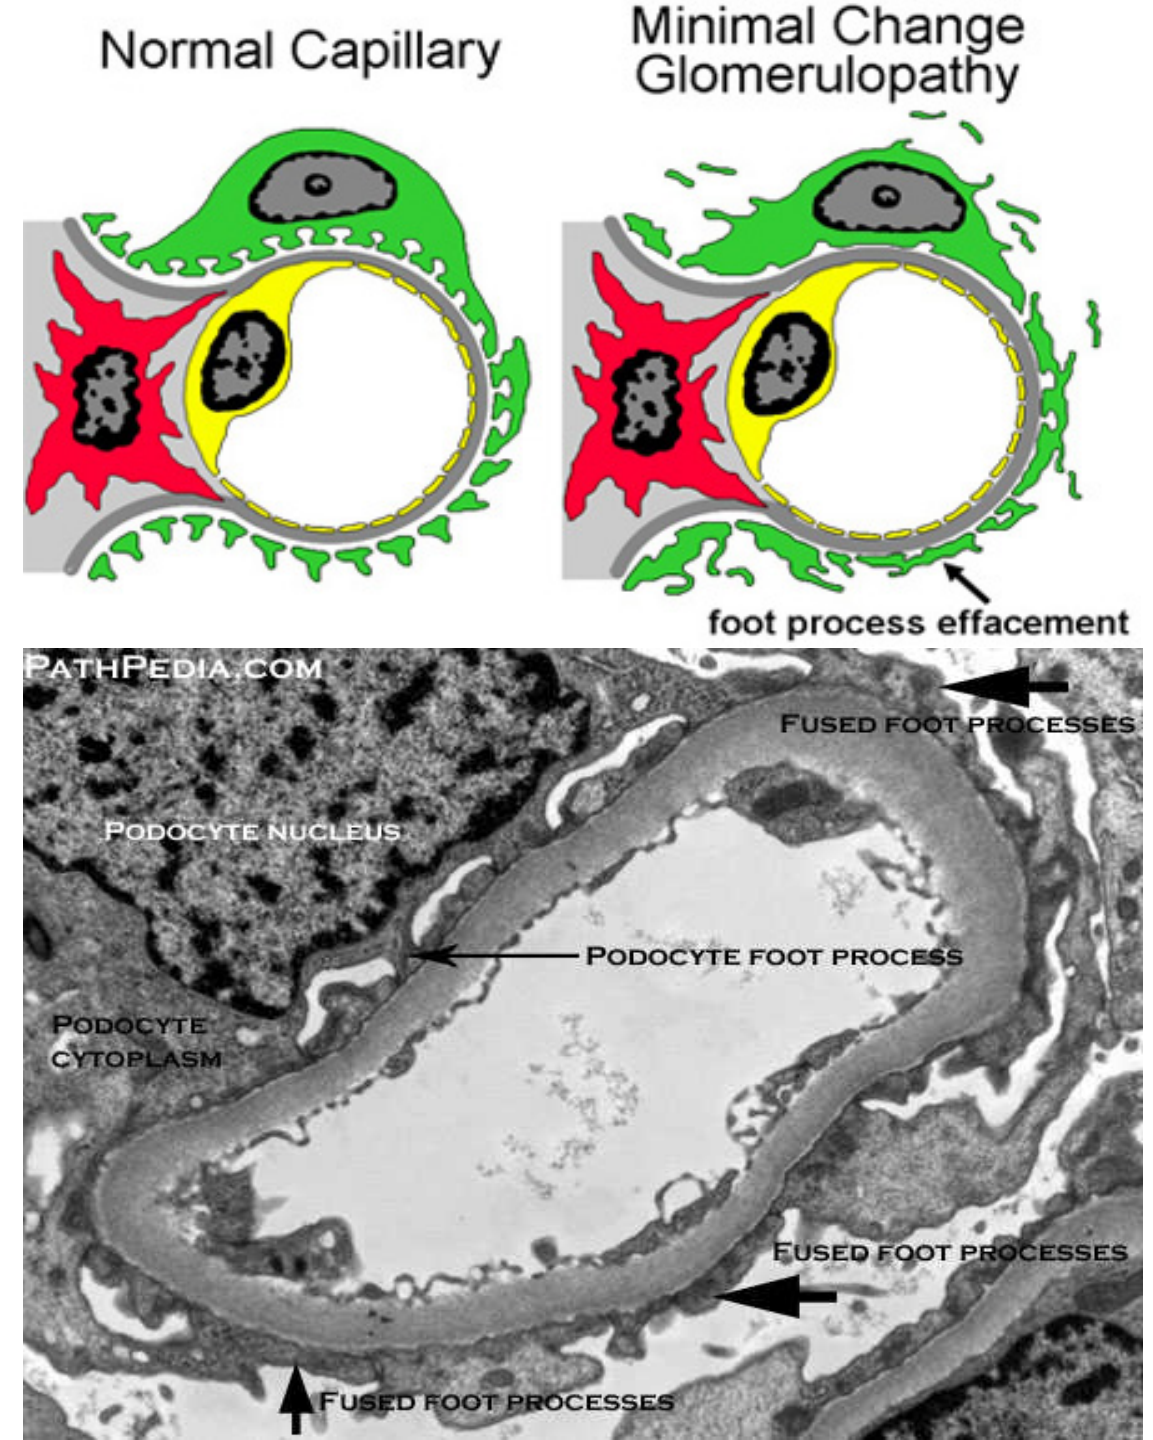 Normal Capillary
Minimal Change
Glomerulopathy
foot process effacement
PATHPEDIA.COM
FUSED FOOT PROCESSES
PODOCYTE NUCLEUS
PODOCYTE FOOT PROCESS
PODOCYTE
CYTOPLASM
FUSED FOOT PROCESSES
FUSED FOOT PROCESSES